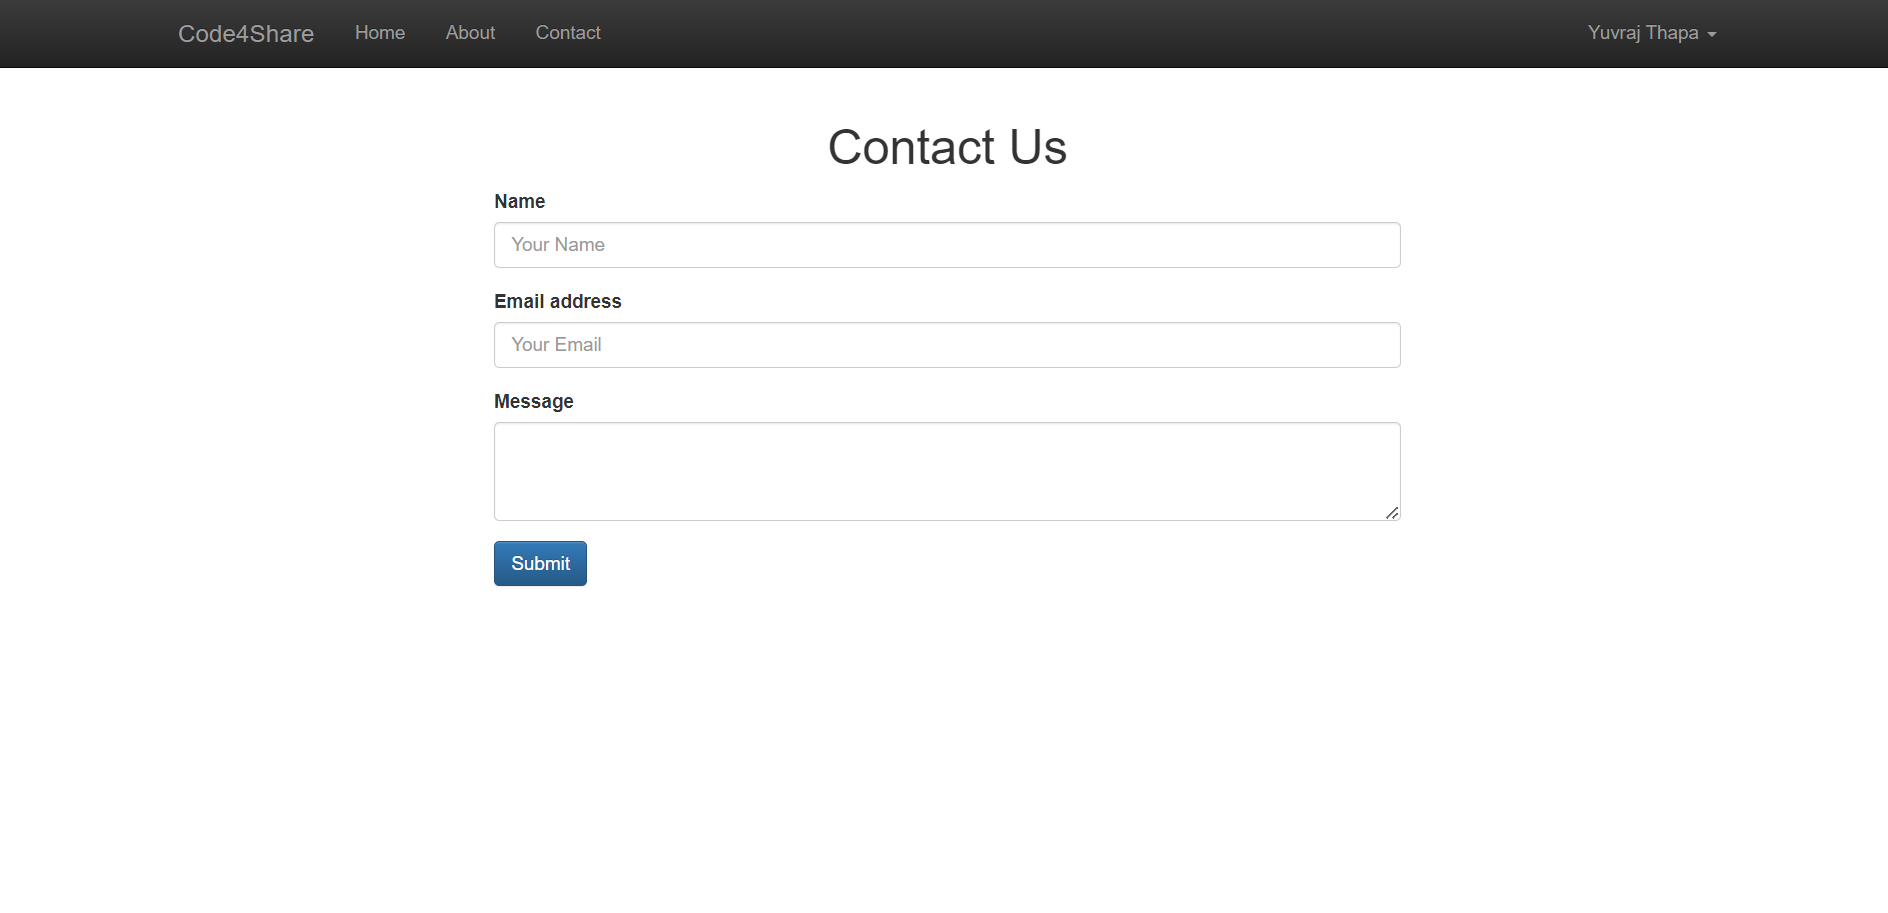 Code4Share Home About Contact Yuvraj Thapa
Contact Us
Name
Your Name
Email address
Your Email
Message
Submit